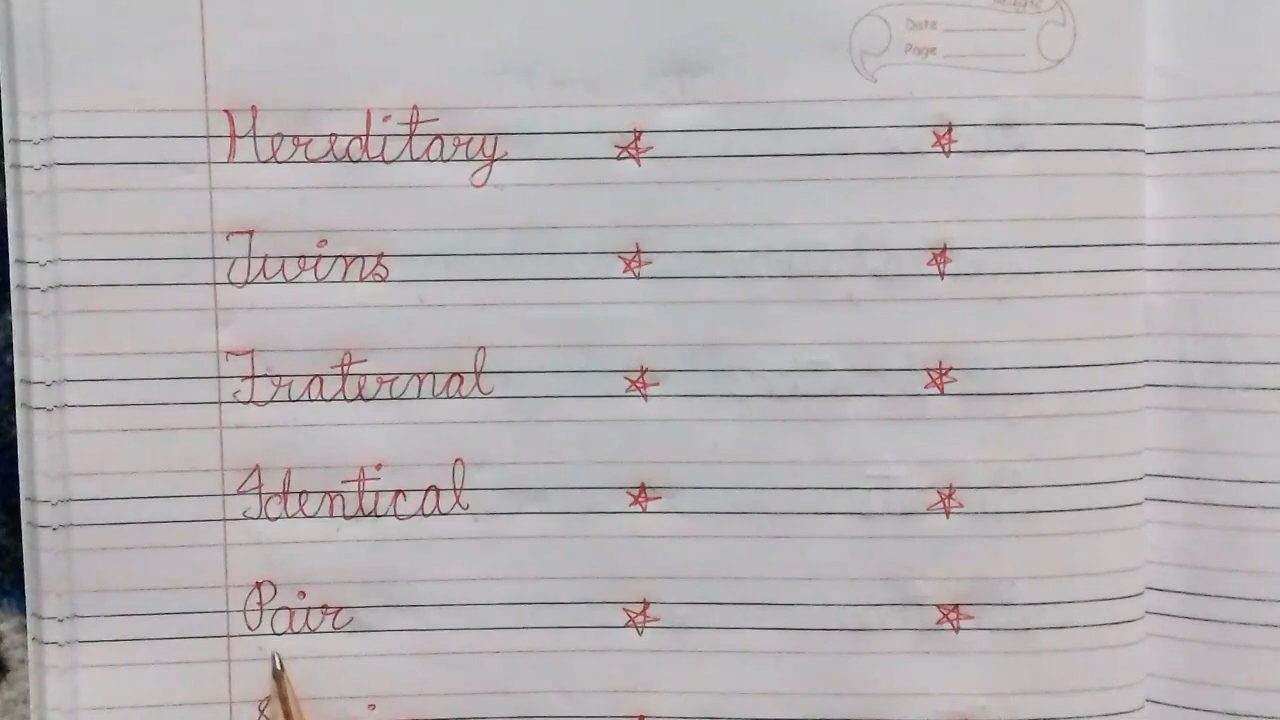 Date
Page
Hereditary
Twins
Fraternal
Identical
Pair